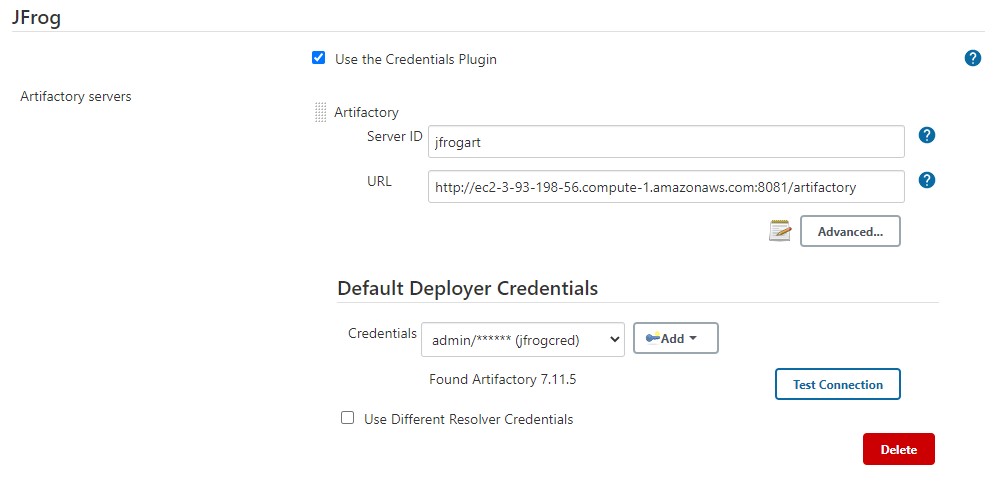 JFrog
Use the Credentials Plugin
?
Artifactory servers
Artifactory
Server ID
jfrogart
?
URL
http://ec2-3-93-198-56.compute-1.amazonaws.com:8081/artifactory
?
Advanced...
Default Deployer Credentials
Credentials
admin/****** (jfrogcred)
Add
Found Artifactory 7.11.5
Test Connection
Use Different Resolver Credentials
Delete